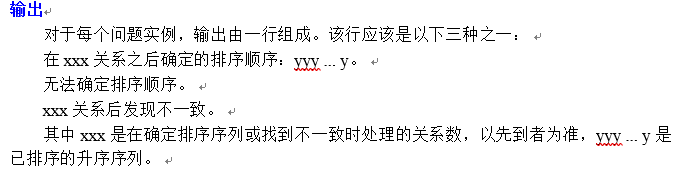 输出
对于每个问题实例，输出由一行组成。该行应该是以下三种之一：
在 xxx 关系之后确定的排序顺序：yyy ... y。
无法确定排序顺序。
xxx 关系后发现不一致。
其中 xxx 是在确定排序序列或找到不一致时处理的关系数，以先到者为准，yyy ... y 是
已排序的升序序列。